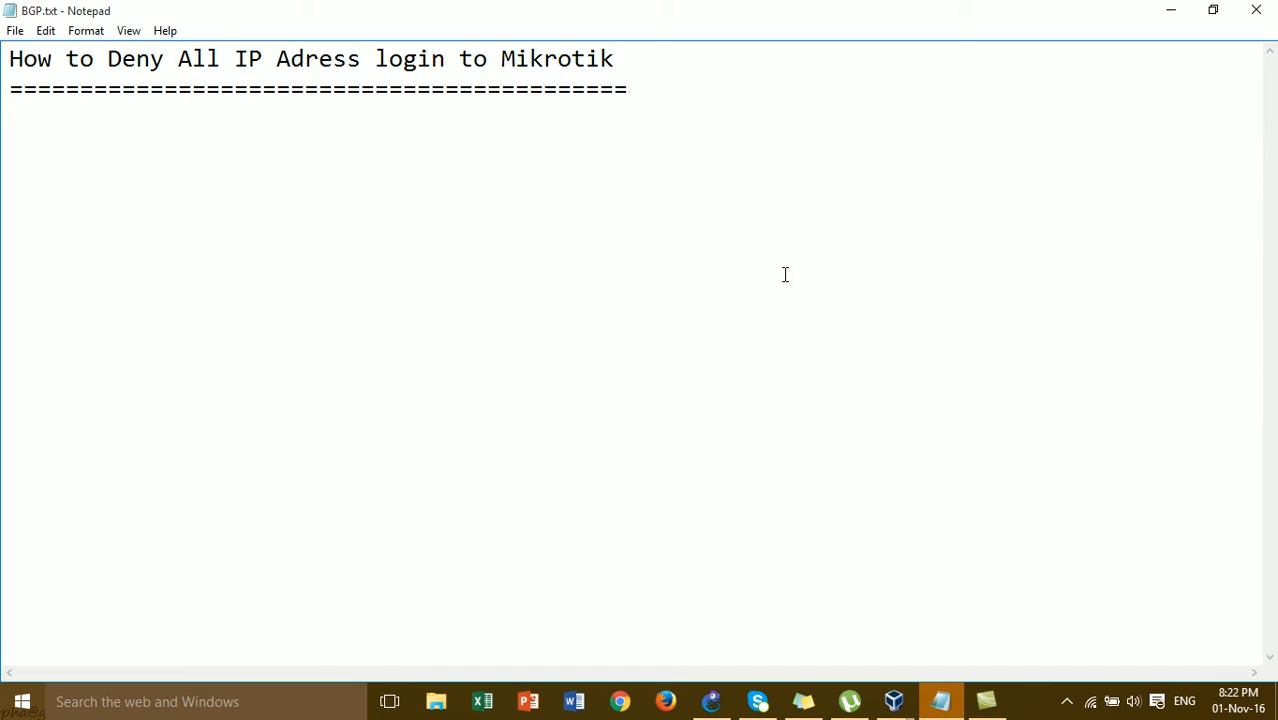 BGP.txt - Notepad
File Edit Format View Help
How to Deny All IP Adress login to Mikrotik
============================================
Search the web and Windows
ENG
8:22 PM
01-Nov-16